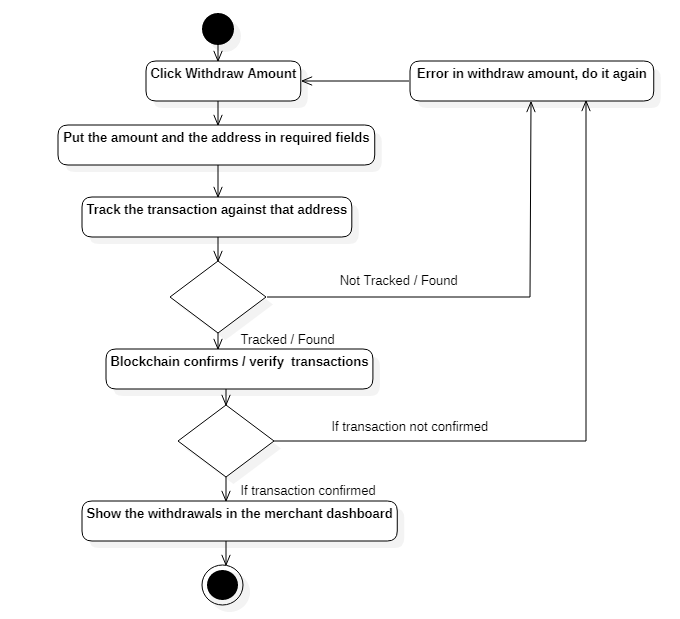 Click Withdraw Amount
Error in withdraw amount, do it again
Put the amount and the address in required fields
Track the transaction against that address
Not Tracked / Found
Tracked / Found
Blockchain confirms / verify  transactions
If transaction not confirmed
If transaction confirmed
Show the withdrawals in the merchant dashboard